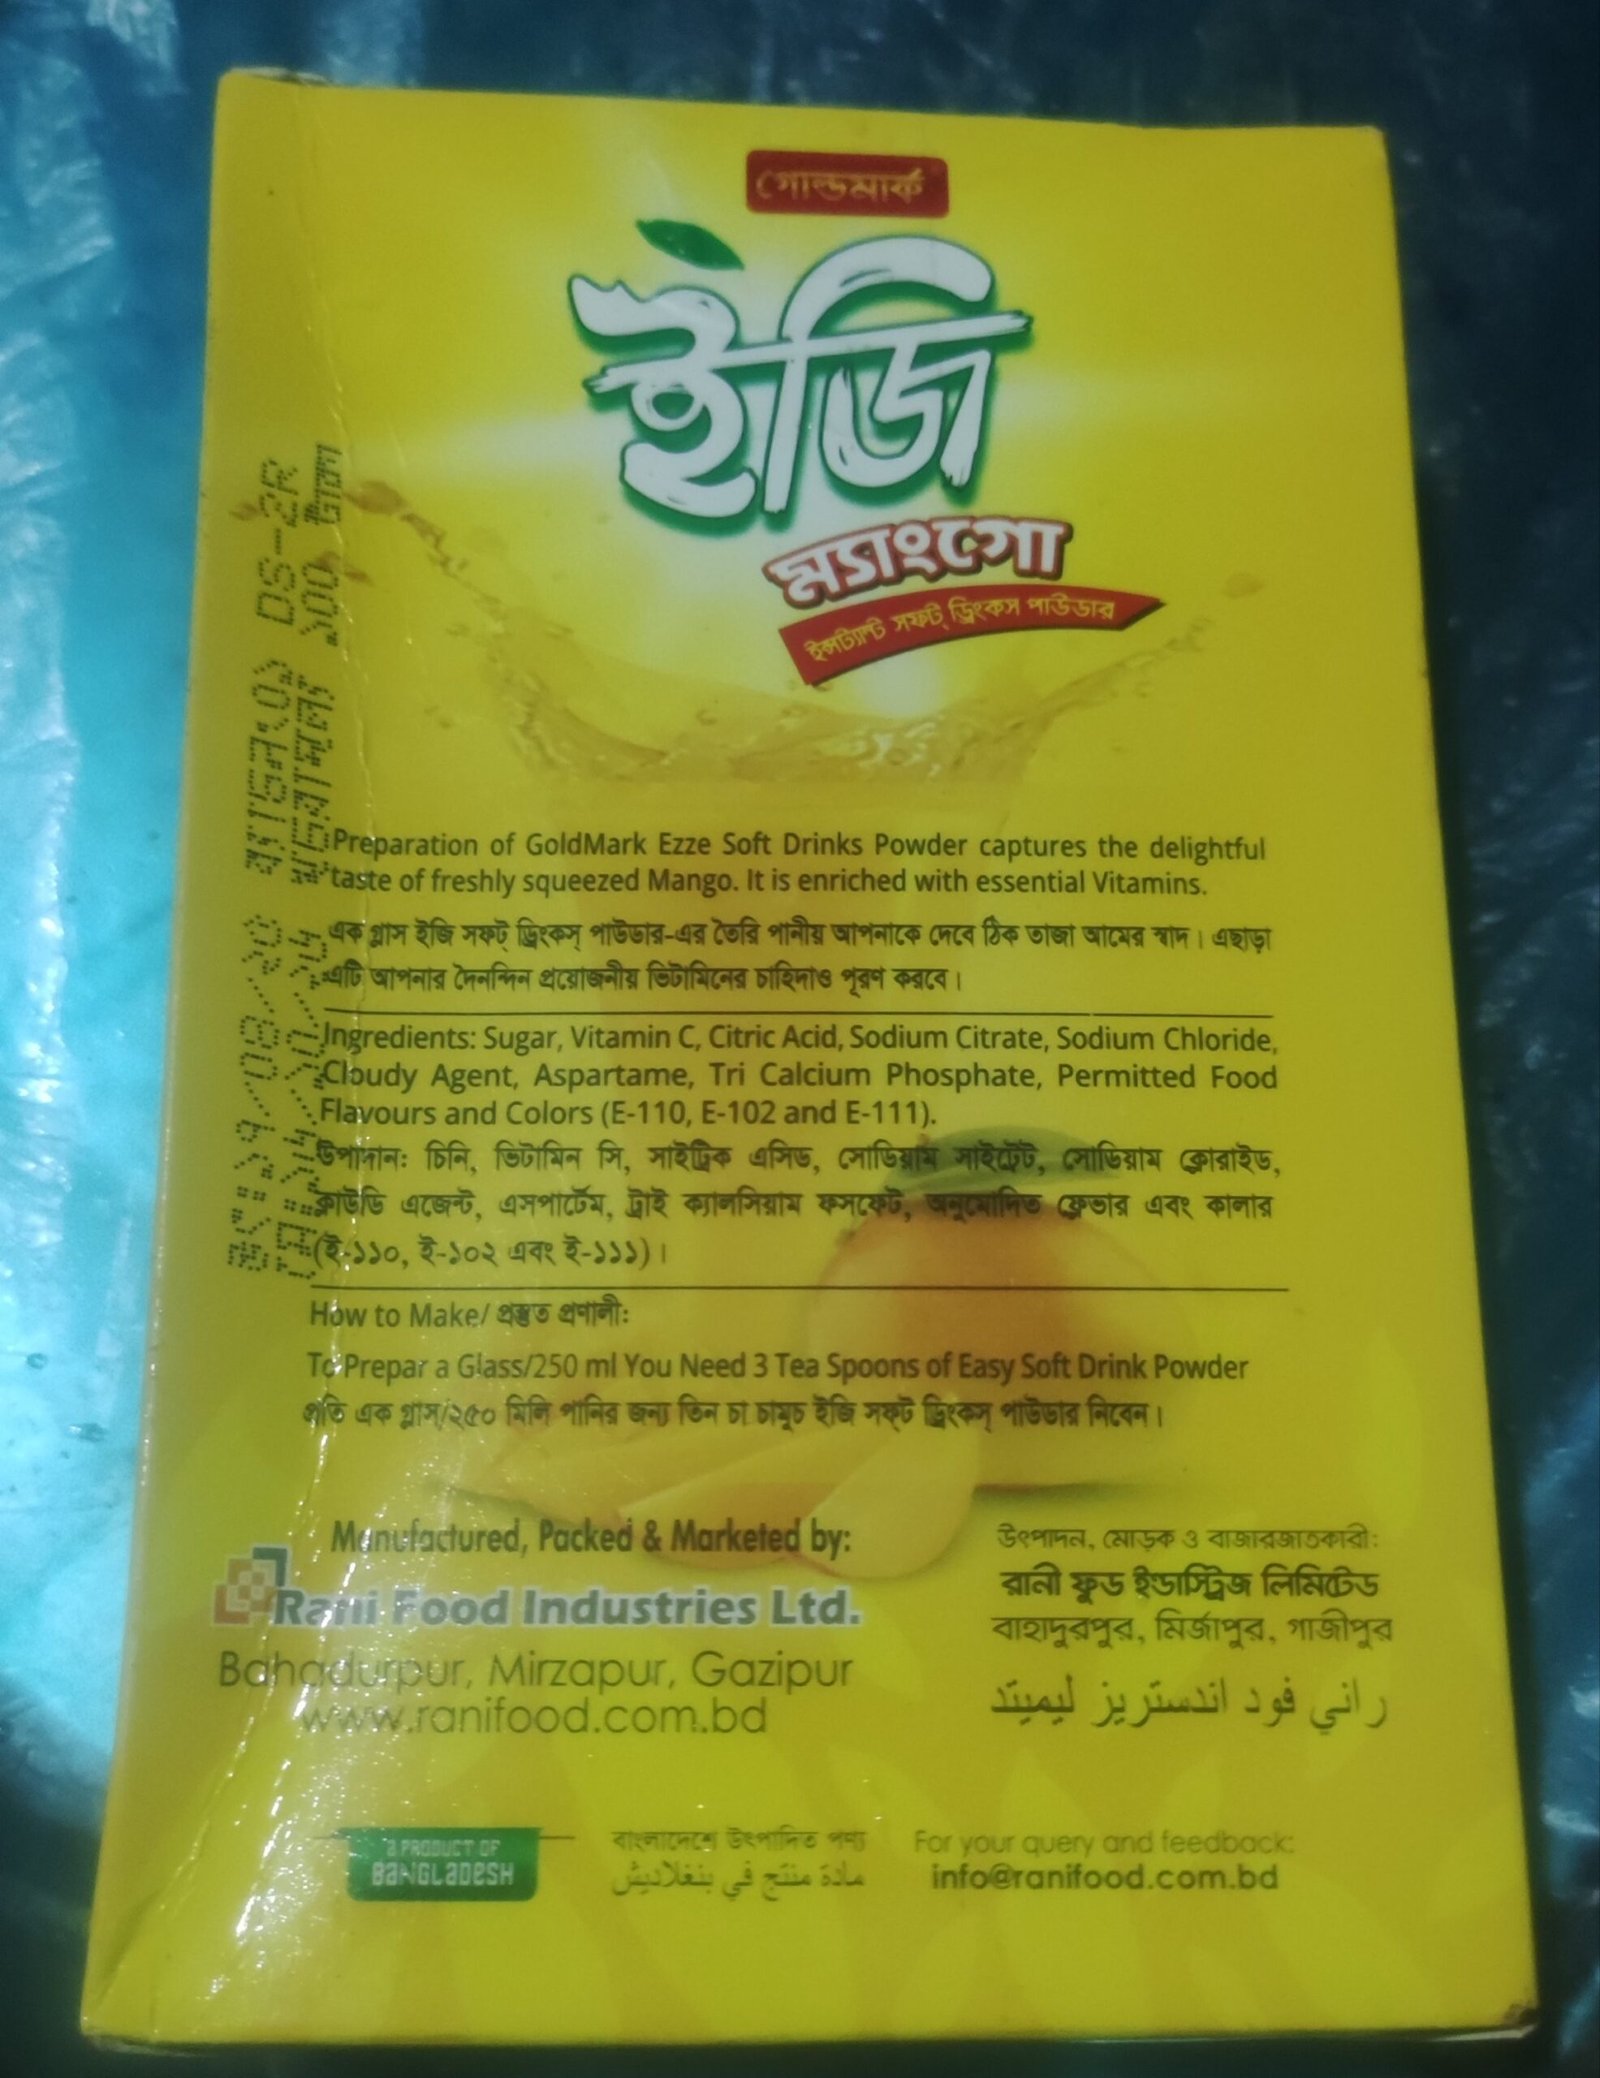 গোল্ডমার্ক
ইজি
ম্যাংগো
ইন্সট্যান্ট সফট্ ড্রিংকস পাউডার
Preparation of GoldMark Ezze Soft Drinks Powder captures the delightful
taste of freshly squeezed Mango. It is enriched with essential Vitamins.
এক গ্লাস ইজি সফট্ ড্রিংকস্ পাউডার-এর তৈরি পানীয় আপনাকে দেবে ঠিক তাজা আমের স্বাদ। এছাড়া
এটি আপনার দৈনন্দিন প্রয়োজনীয় ভিটামিনের চাহিদাও পূরণ করবে।
Ingredients: Sugar, Vitamin C, Citric Acid, Sodium Citrate, Sodium Chloride,
Cloudy Agent, Aspartame, Tri Calcium Phosphate, Permitted Food
Flavours and Colors (E-110, E-102 and E-111).
উপাদান: চিনি, ভিটামিন সি, সাইট্রিক এসিড, সোডিয়াম সাইট্রেট, সোডিয়াম ক্লোরাইড,
ক্লাউডি এজেন্ট, এসপার্টেম, ট্রাই ক্যালসিয়াম ফসফেট, অনুমোদিত ফ্লেভার এবং কালার
(ই-১১০, ই-১০২ এবং ই-১১১)।
How to Make/ প্রস্তুত প্রণালী:
To Prepar a Glass/250 ml You Need 3 Tea Spoons of Easy Soft Drink Powder
প্রতি এক গ্লাস/২৫০ মিলি পানির জন্য তিন চা চামুচ ইজি সফ্ট ড্রিংকস্ পাউডার নিবেন।
Manufactured, Packed & Marketed by:
Rani Food Industries Ltd.
Bahadurpur, Mirzapur, Gazipur
www.ranifood.com.bd
উৎপাদন, মোড়ক ও বাজারজাতকারী:
রানী ফুড ইন্ডাস্ট্রিজ লিমিটেড
বাহাদুরপুর, মির্জাপুর, গাজীপুর
راني فود اندستريز ليميتد
a PRODUCT OF
BaNGLaDeSH
বাংলাদেশে উৎপাদিত পণ্য
مادة منتج في بنغلاديش
For your query and feedback:
info@ranifood.com.bd
DS-2R
১০০ টাকা